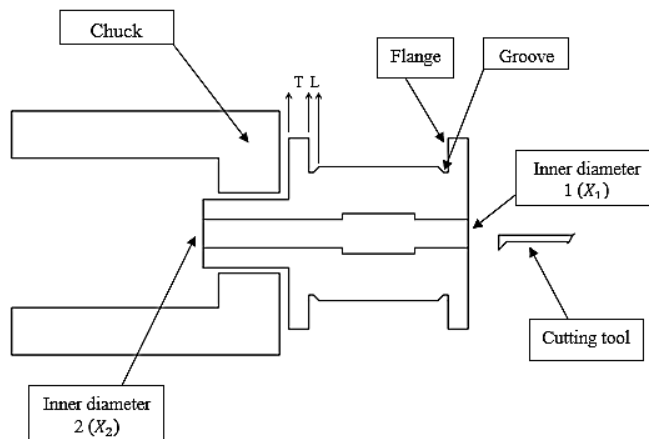 Chuck
Flange
Groove
T L
Inner diameter
1 (X₁)
Cutting tool
Inner diameter
2 (X₂)